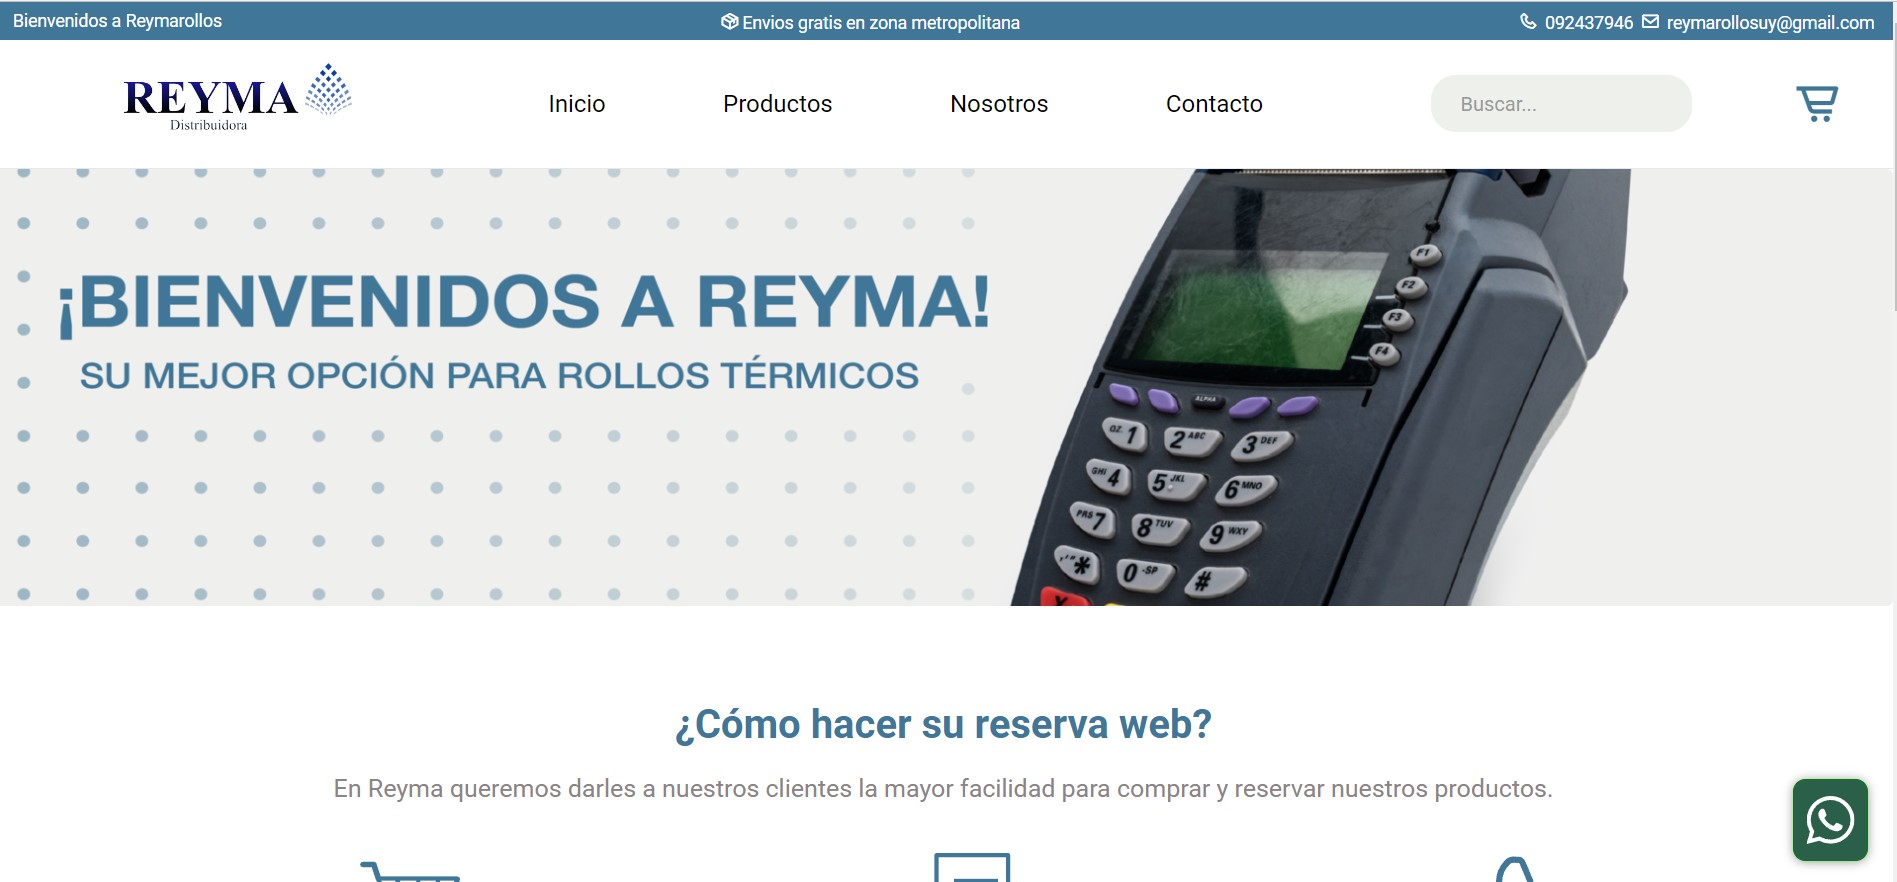 Bienvenidos a Reymarollos
Envios gratis en zona metropolitana
092437946 reymarollosuy@gmail.com
REYMA
Distribuidora
Inicio
Productos
Nosotros
Contacto
Buscar...
¡BIENVENIDOS A REYMA!
SU MEJOR OPCIÓN PARA ROLLOS TÉRMICOS
F1
F2
F3
F4
ALPHA
QZ. 1 2 ABC 3 DEF
GHI 4 5 JKL 6 MNO
PRS 7 8 TUV 9 WXY
,'" * 0 -SP #
X
¿Cómo hacer su reserva web?
En Reyma queremos darles a nuestros clientes la mayor facilidad para comprar y reservar nuestros productos.